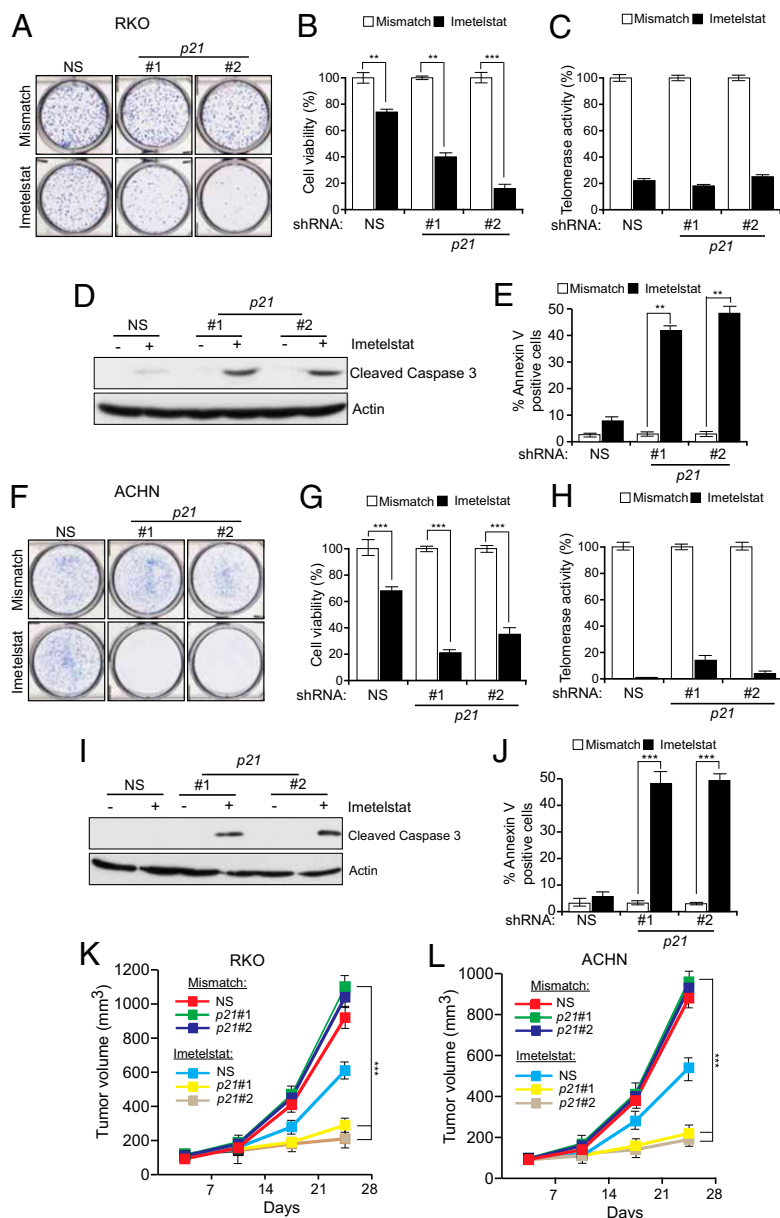 A
RKO
p21
NS
#1
#2
Mismatch
Imetelstat
B
Mismatch Imetelstat
** ** ***
Cell viability (%)
100
80
60
40
20
0
shRNA: NS #1 #2
p21
C
Mismatch Imetelstat
Telomerase activity (%)
100
80
60
40
20
0
shRNA: NS #1 #2
p21
D
p21
NS #1 #2
- + - + - + Imetelstat
Cleaved Caspase 3
Actin
E
Mismatch Imetelstat
** **
% Annexin V
positive cells
50
40
30
20
10
0
shRNA: NS #1 #2
p21
F
ACHN
p21
NS
#1
#2
Mismatch
Imetelstat
G
Mismatch Imetelstat
*** *** ***
Cell viability (%)
100
80
60
40
20
0
shRNA: NS #1 #2
p21
H
Mismatch Imetelstat
Telomerase activity (%)
100
80
60
40
20
0
shRNA: NS #1 #2
p21
I
p21
NS #1 #2
- + - + - + Imetelstat
Cleaved Caspase 3
Actin
J
Mismatch Imetelstat
*** ***
% Annexin V
positive cells
50
40
30
20
10
0
shRNA: NS #1 #2
p21
K
RKO
Tumor volume (mm3)
1200
1000
800
600
400
200
0
Mismatch:
NS
p21#1
p21#2
Imetelstat:
NS
p21#1
p21#2
***
7 14 21 28
Days
L
ACHN
Tumor volume (mm3)
1000
800
600
400
200
0
Mismatch:
NS
p21#1
p21#2
Imetelstat:
NS
p21#1
p21#2
***
7 14 21 28
Days